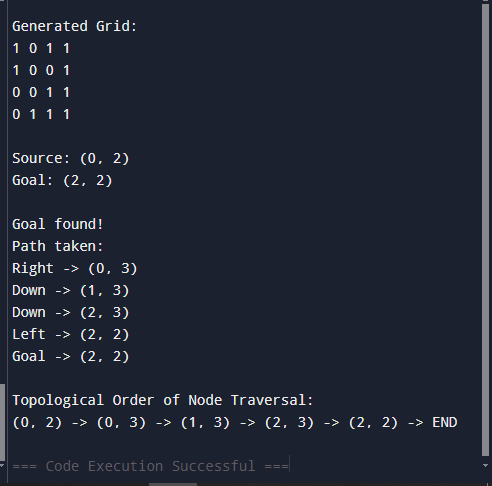 Generated Grid:
1 0 1 1
1 0 0 1
0 0 1 1
0 1 1 1
Source: (0, 2)
Goal: (2, 2)
Goal found!
Path taken:
Right -> (0, 3)
Down -> (1, 3)
Down -> (2, 3)
Left -> (2, 2)
Goal -> (2, 2)
Topological Order of Node Traversal:
(0, 2) -> (0, 3) -> (1, 3) -> (2, 3) -> (2, 2) -> END
=== Code Execution Successful ===